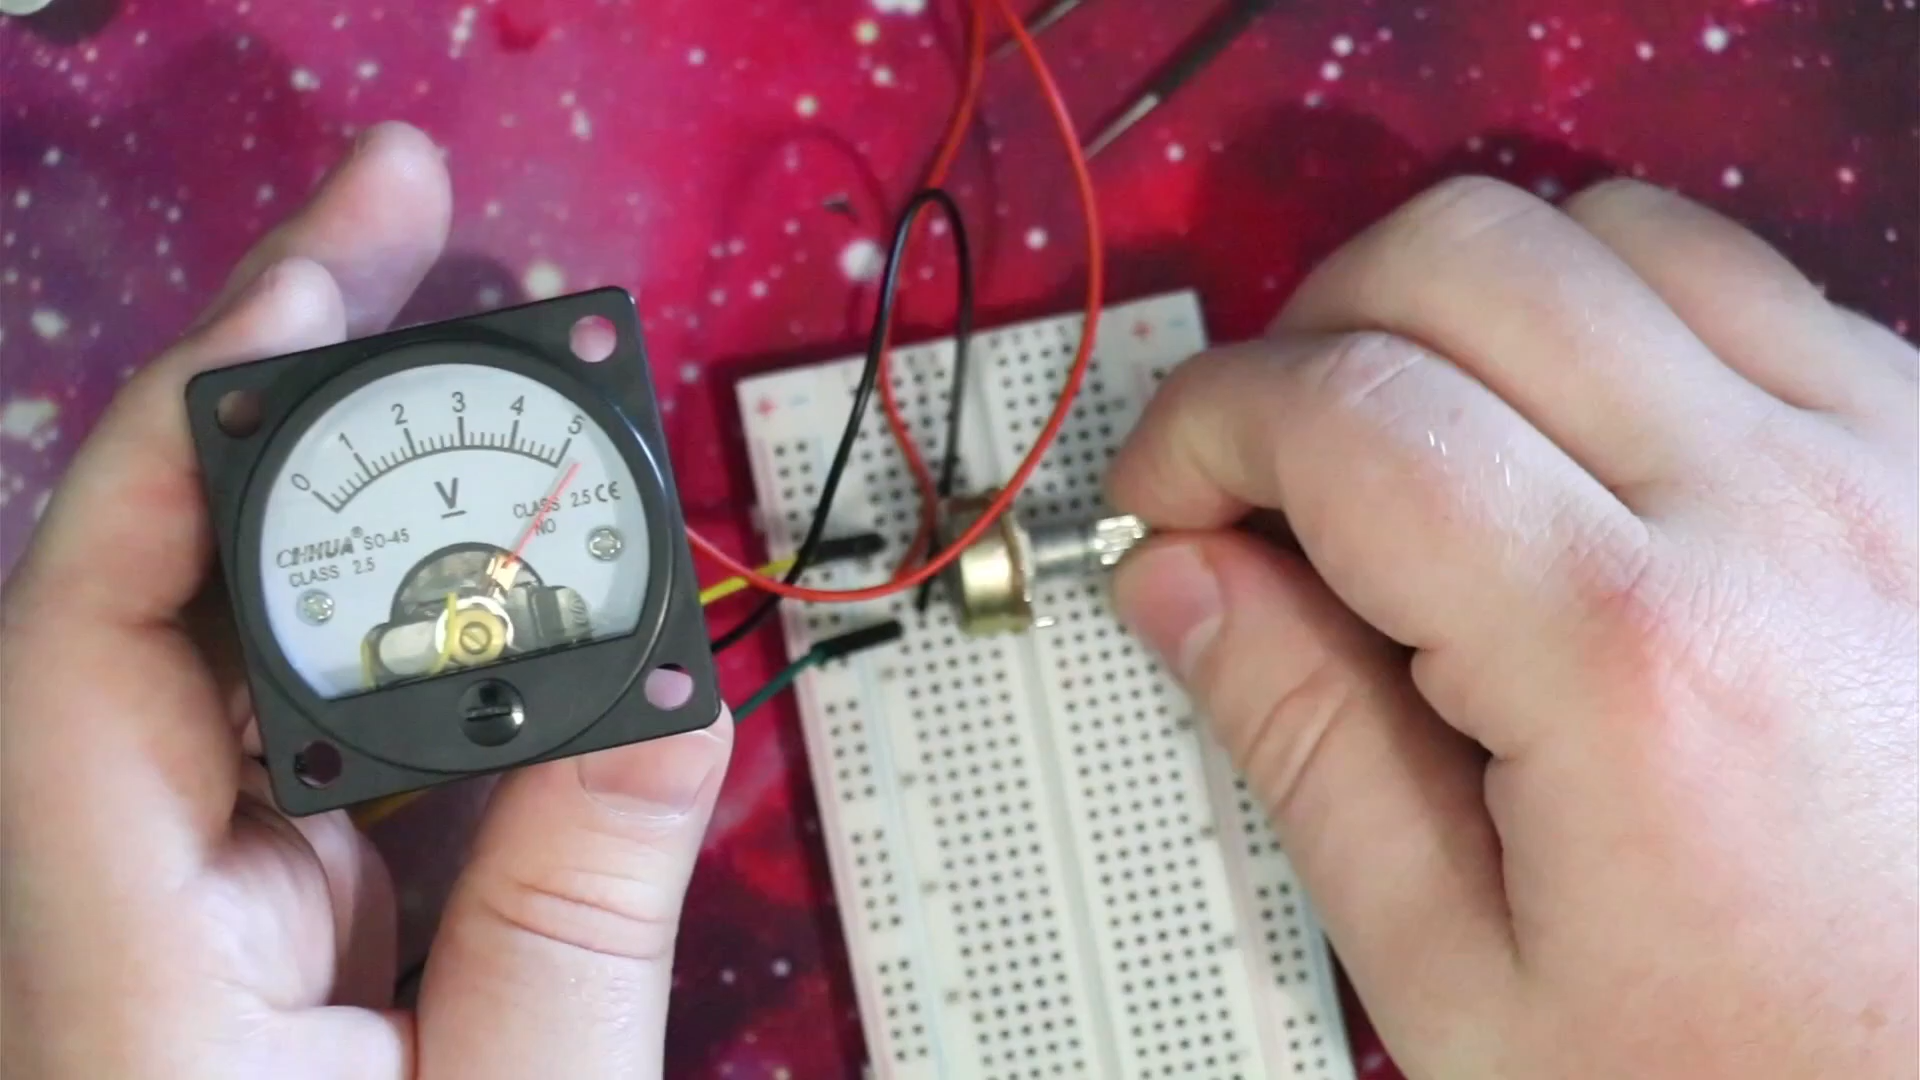 0 1 2 3 4 5
V
CLASS 2.5 CE
NO
CHHUA® SO-45
CLASS 2.5